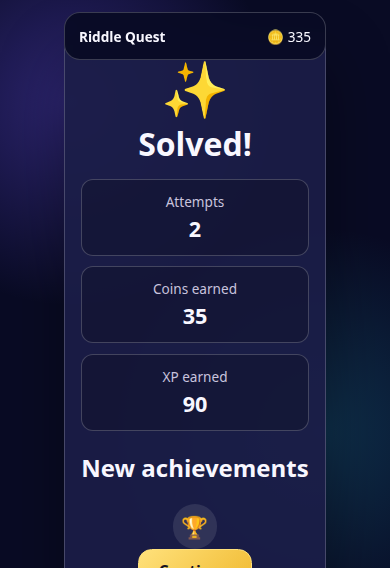 Riddle Quest
335
Solved!
Attempts
2
Coins earned
35
XP earned
90
New achievements